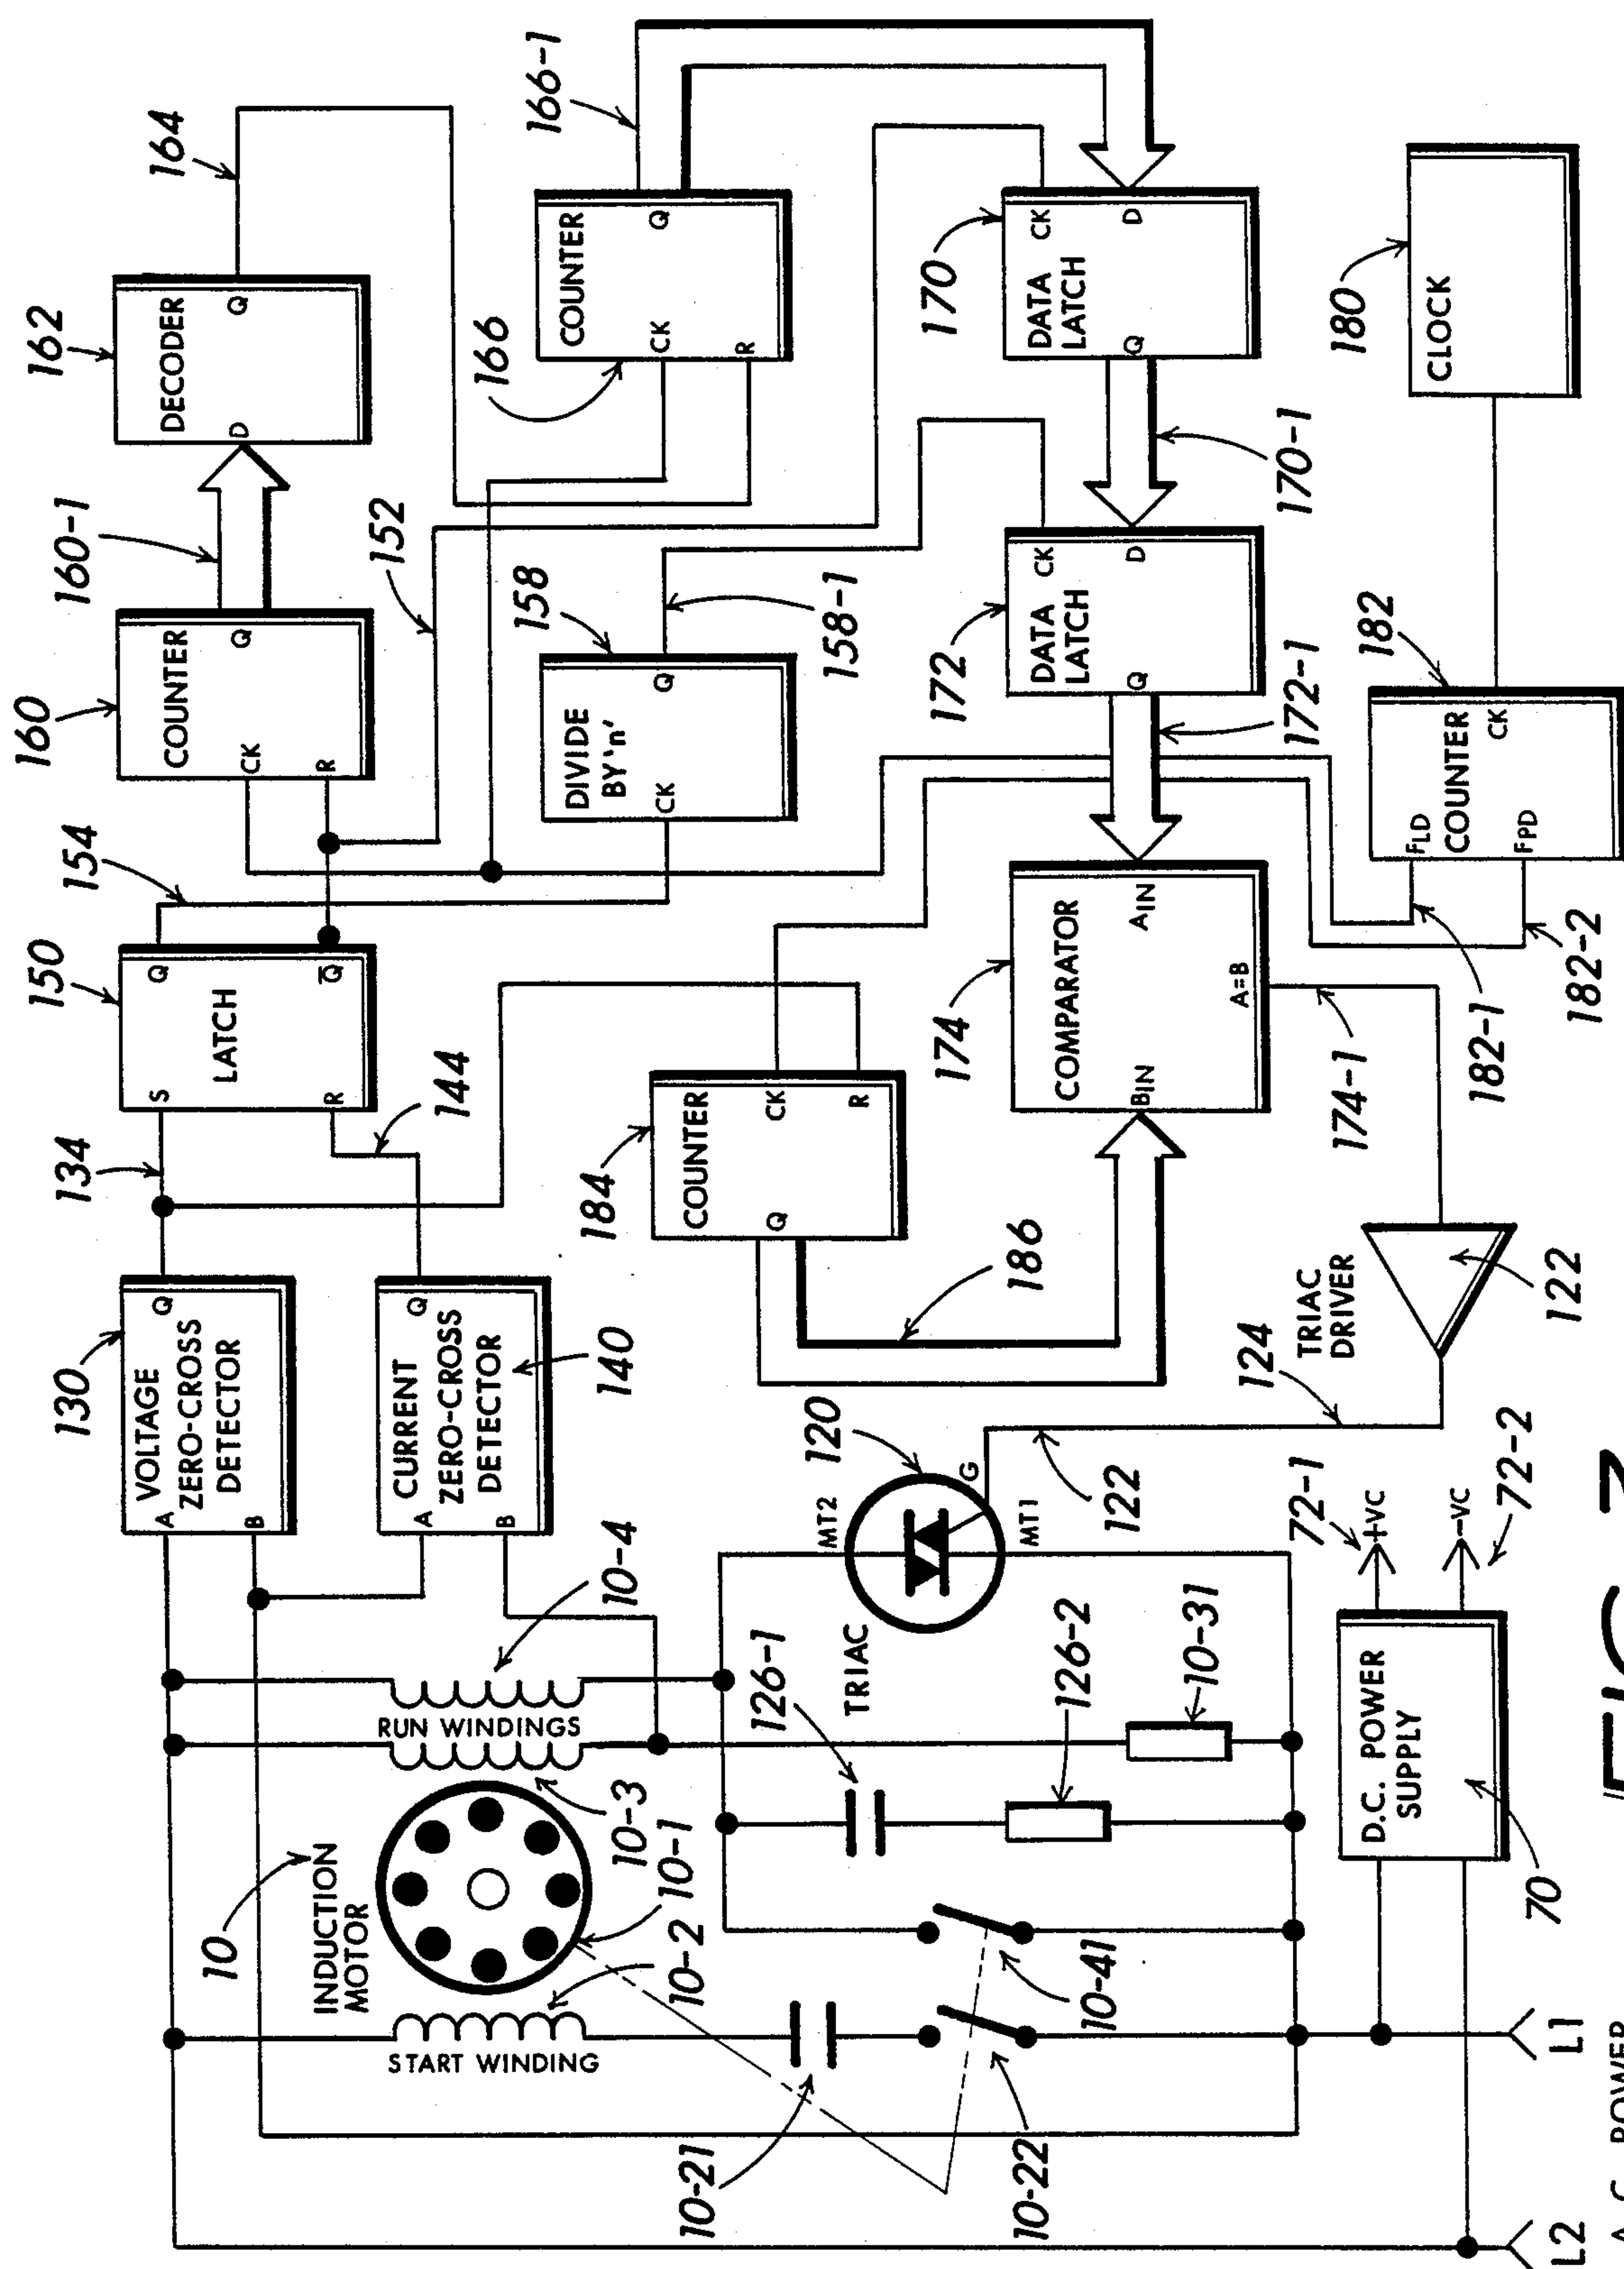 10
INDUCTION
MOTOR
130
VOLTAGE
ZERO-CROSS
DETECTOR
A
B
Q
134
150
S
LATCH
R
Q
Q̅
154
160
COUNTER
CK
R
Q
160-1
162
DECODER
D
Q
164
144
152
CURRENT
ZERO-CROSS
DETECTOR
A
B
Q
140
10-4
RUN WINDINGS
10-3
10-1
START WINDING
10-2
158
DIVIDE
BY 'n'
CK
Q
158-1
166
COUNTER
CK
R
Q
166-1
184
COUNTER
Q
CK
R
186
10-21
10-22
10-41
126-1
126-2
10-31
TRIAC
120
MT2
G
MT1
122
124
174
COMPARATOR
BIN
AIN
A=B
174-1
172
DATA
LATCH
Q
CK
D
172-1
170
DATA
LATCH
Q
CK
D
170-1
TRIAC
DRIVER
122
182-1
182-2
182
COUNTER
FLD
FPD
CK
180
CLOCK
D.C. POWER
SUPPLY
70
72-1
+VC
-VC
72-2
L2
L1
A.C. POWER